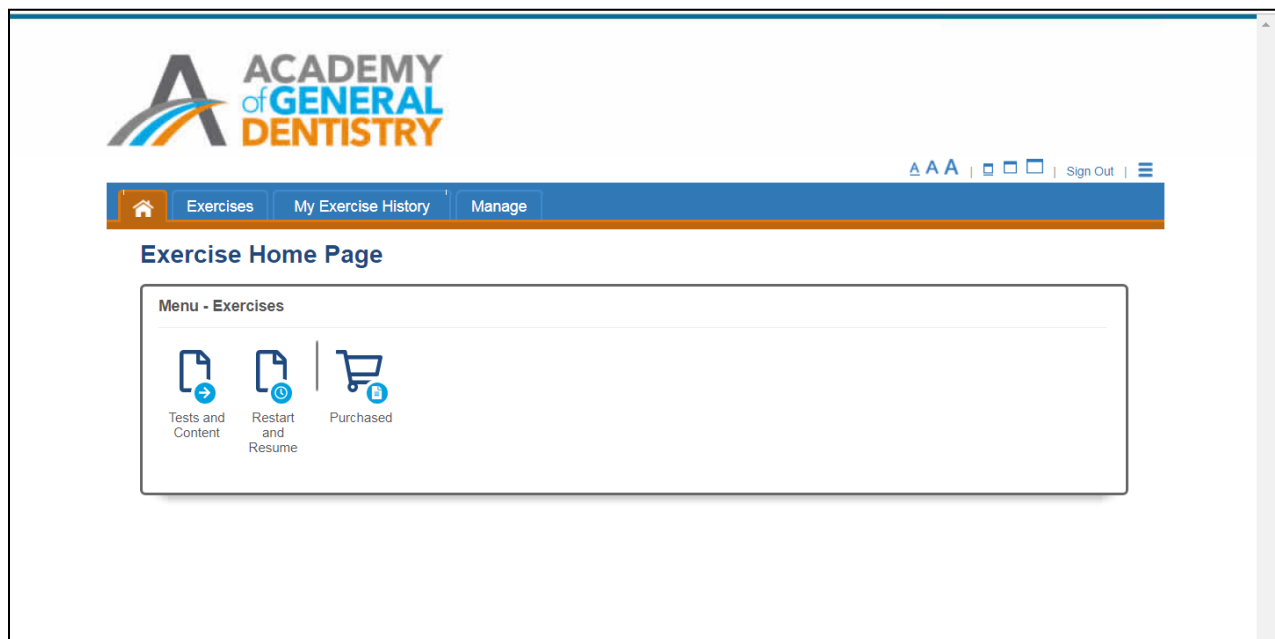 ACADEMY
of GENERAL
DENTISTRY
A A A | | Sign Out |
Exercises My Exercise History Manage
Exercise Home Page
Menu - Exercises
Tests and
Content
Restart
and
Resume
Purchased